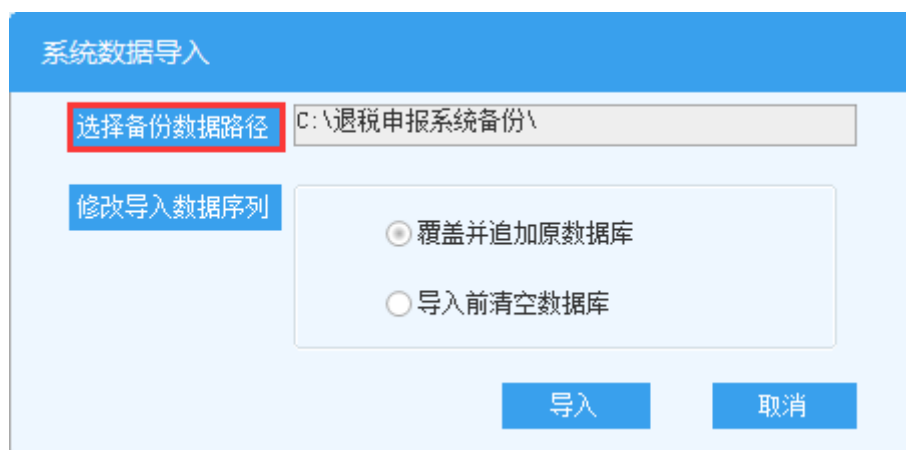 系统数据导入
选择备份数据路径 C:\退税申报系统备份\
修改导入数据序列
覆盖并追加原数据库
导入前清空数据库
导入 取消